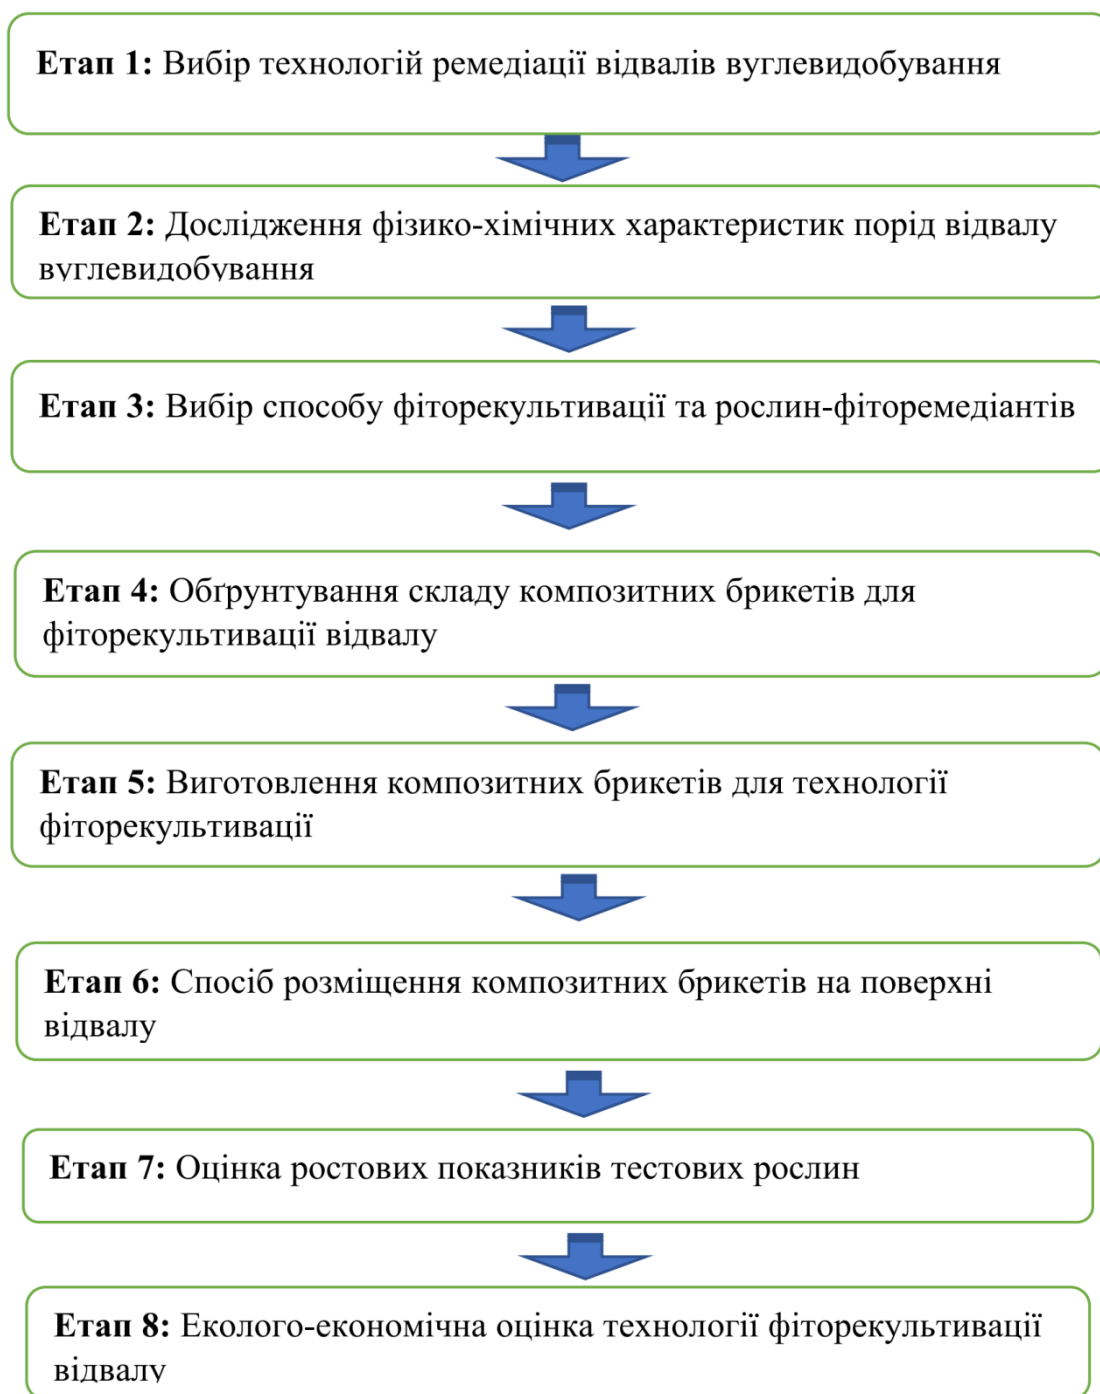 Етап 1: Вибір технологій ремедіації відвалів вуглевидобування
Етап 2: Дослідження фізико-хімічних характеристик порід відвалу
вуглевидобування
Етап 3: Вибір способу фіторекультивації та рослин-фіторемедіантів
Етап 4: Обґрунтування складу композитних брикетів для
фіторекультивації відвалу
Етап 5: Виготовлення композитних брикетів для технології
фіторекультивації
Етап 6: Спосіб розміщення композитних брикетів на поверхні
відвалу
Етап 7: Оцінка ростових показників тестових рослин
Етап 8: Еколого-економічна оцінка технології фіторекультивації
відвалу